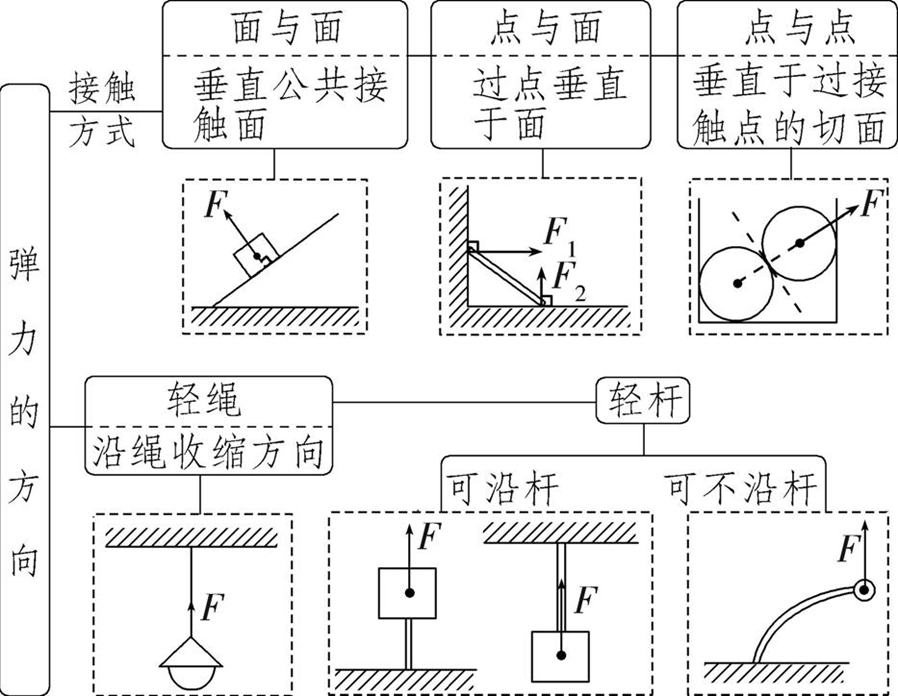 弹力的方向
接触
方式
面与面
垂直公共接
触面
点与面
过点垂直
于面
点与点
垂直于过接
触点的切面
F
F1
F2
F
轻绳
沿绳收缩方向
轻杆
可沿杆
可不沿杆
F
F
F
F